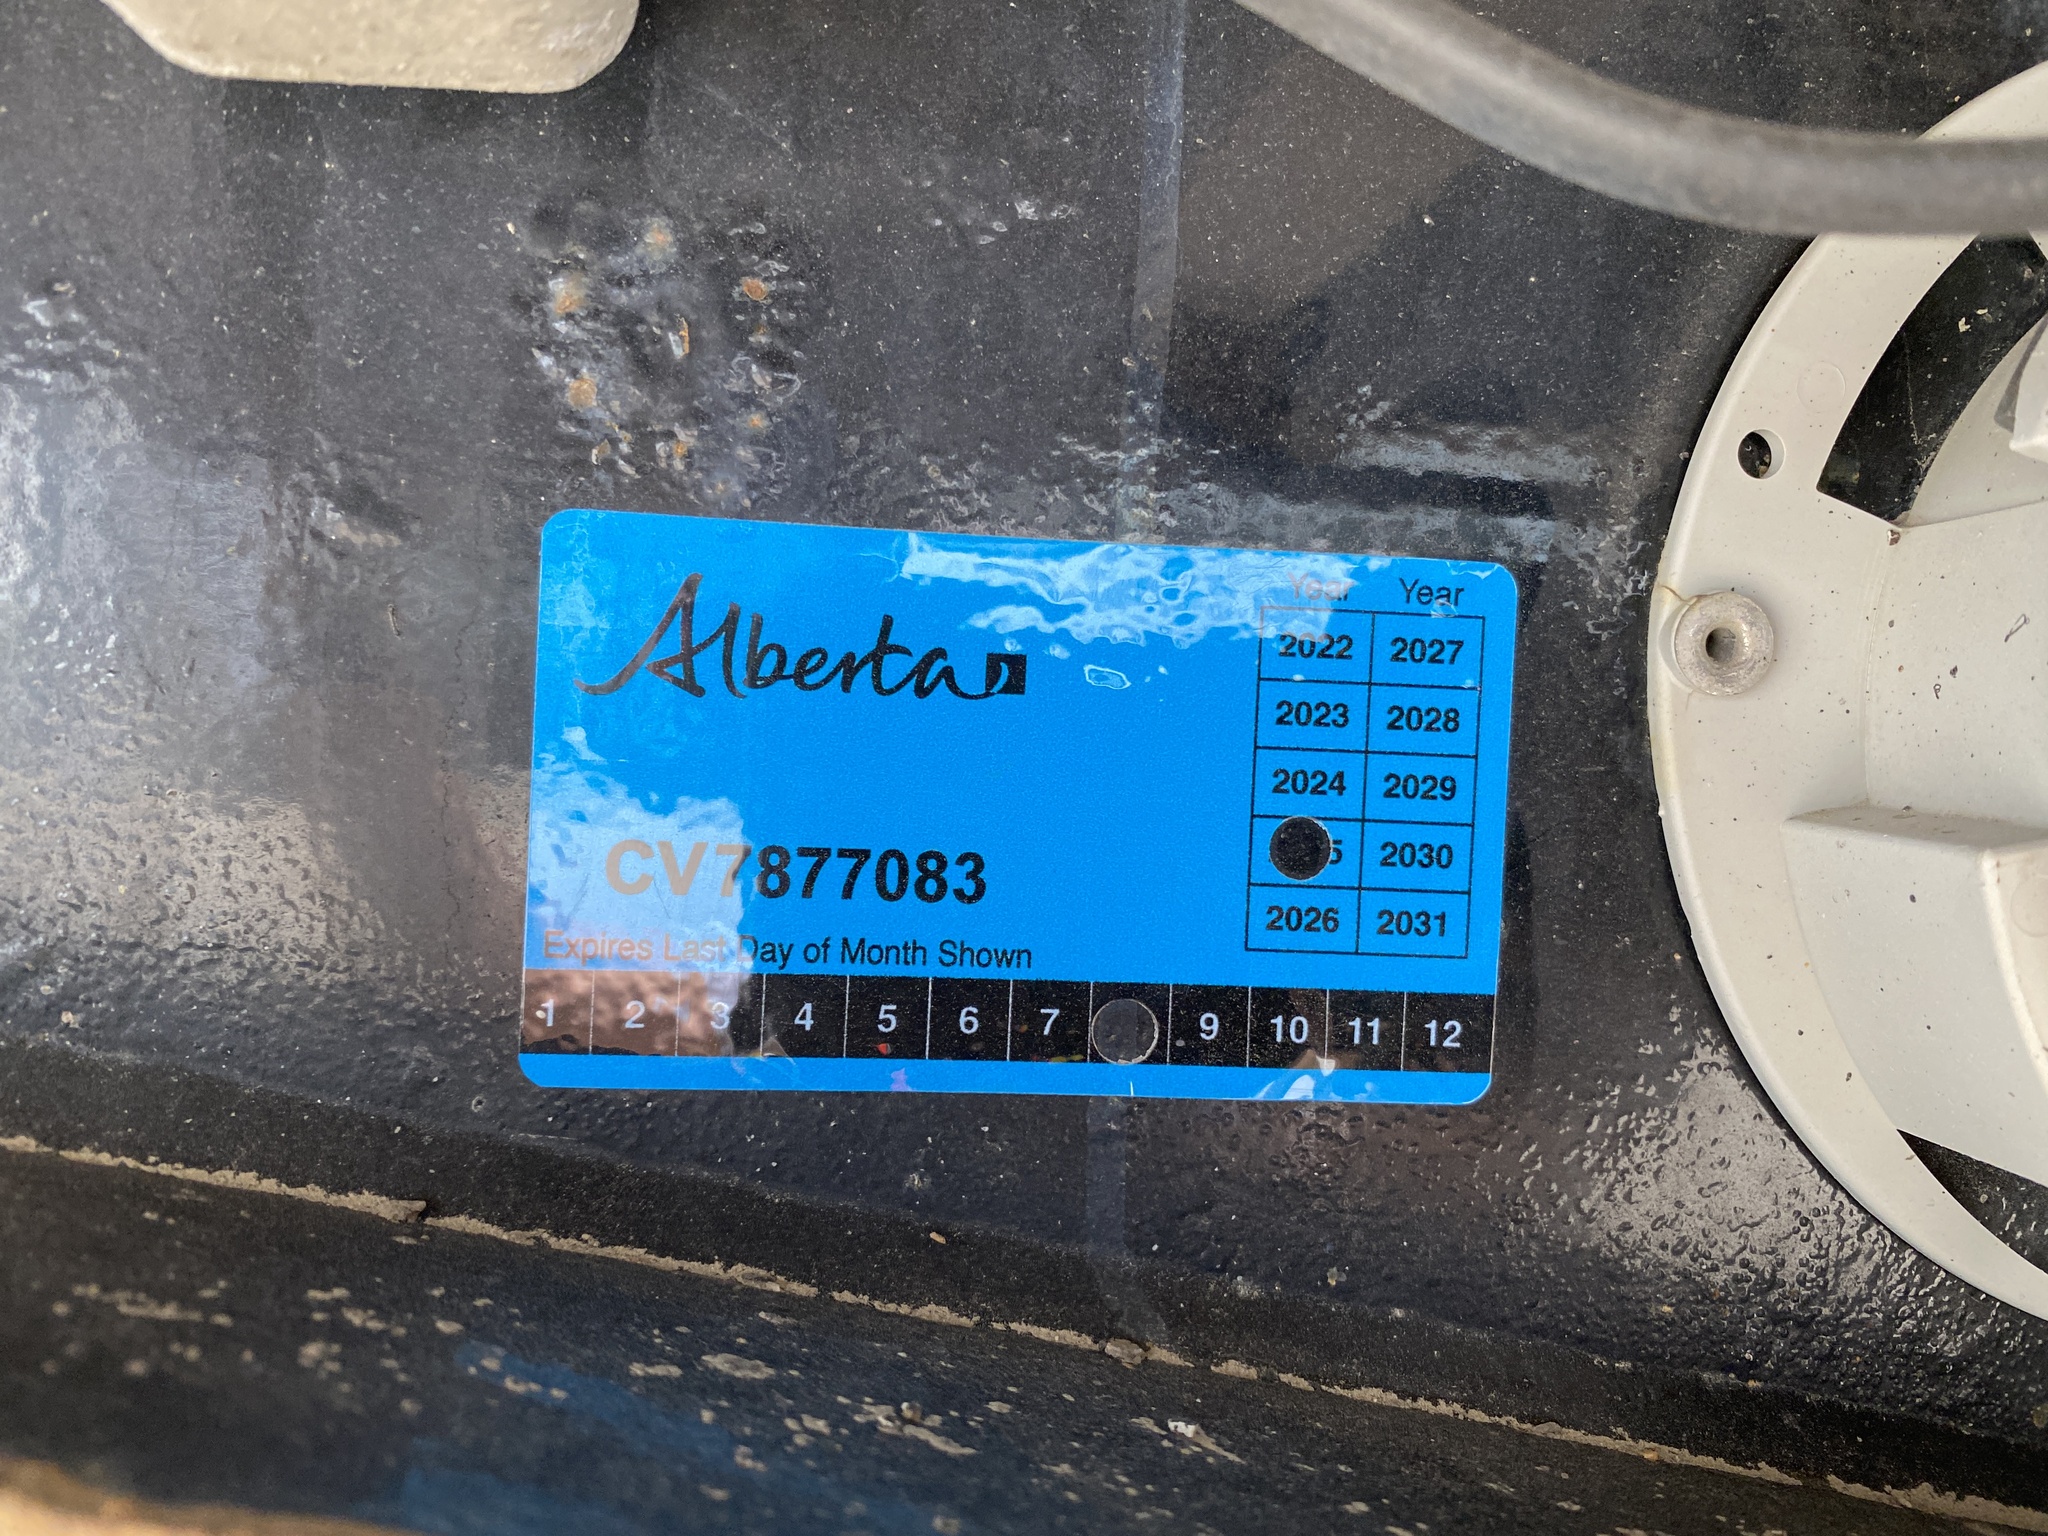 Alberta
Year Year
2022 2027
2023 2028
2024 2029
5 2030
2026 2031
CV7877083
Expires Last Day of Month Shown
1 2 3 4 5 6 7 9 10 11 12